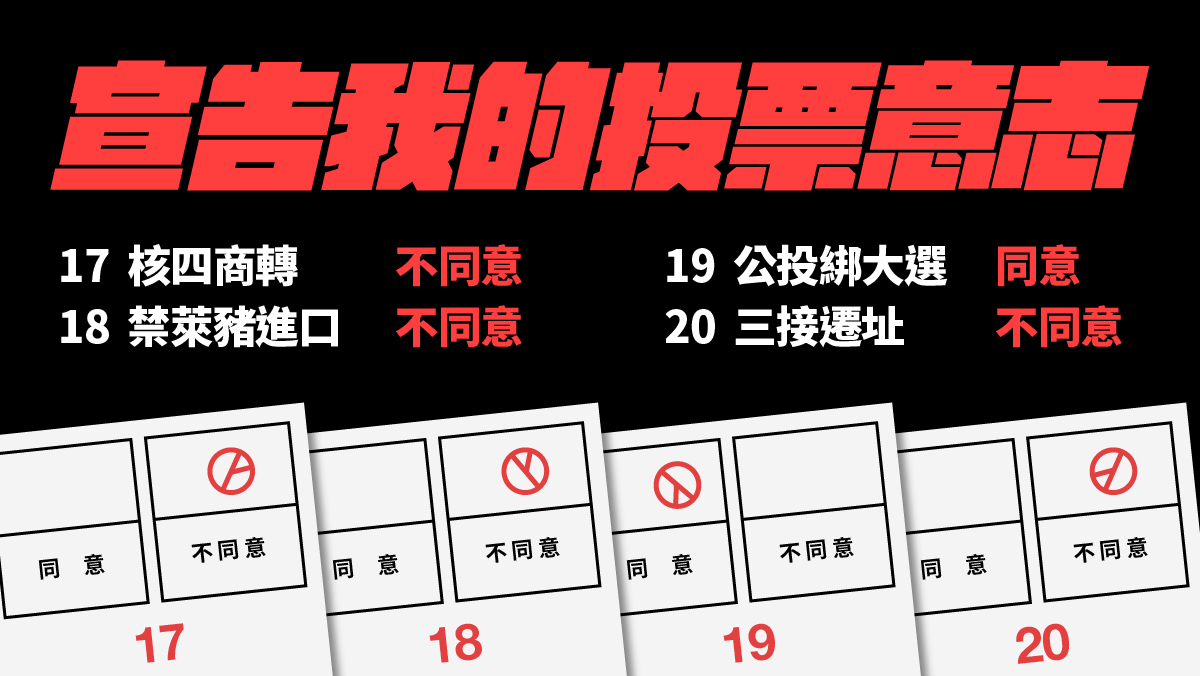 宣告我的投票意志
17 核四商轉 不同意
18 禁萊豬進口 不同意
19 公投綁大選 同意
20 三接遷址 不同意
同意 不同意
17
同意 不同意
18
同意 不同意
19
同意 不同意
20